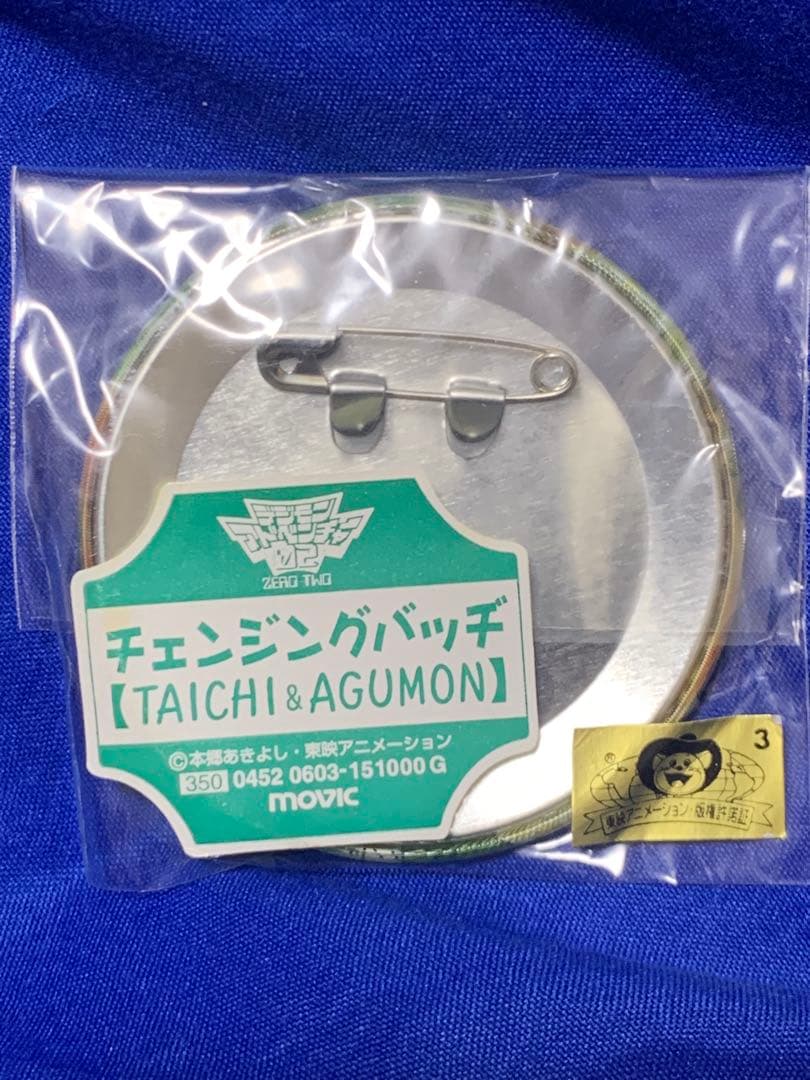 デジモン
アドベンチャー
02
ZERO TWO
チェンジングバッヂ
【TAICHI & AGUMON】
©本郷あきよし・東映アニメーション
350 0452 0603-151000 G
movic
3
®
東映アニメーション・版権許諾証